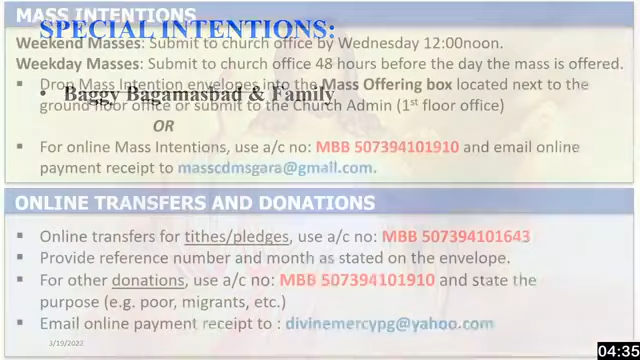 MASS INTENTIONS
SPECIAL INTENTIONS:
Weekend Masses: Submit to church office by Wednesday 12:00noon.
Weekday Masses: Submit to church office 48 hours before the day the mass is offered.
▪ Drop Mass Intention envelopes into the Mass Offering box located next to the
• Baggy Bagamasbad & Family
ground floor office or submit to the Church Admin (1st floor office)
OR
▪ For online Mass Intentions, use a/c no: MBB 507394101910 and email online
payment receipt to masscdmsgara@gmail.com.
ONLINE TRANSFERS AND DONATIONS
▪ Online transfers for tithes/pledges, use a/c no: MBB 507394101643
▪ Provide reference number and month as stated on the envelope.
▪ For other donations, use a/c no: MBB 507394101910 and state the
purpose (e.g. poor, migrants, etc.)
▪ Email online payment receipt to : divinemercypg@yahoo.com
1/19/2022
04:35